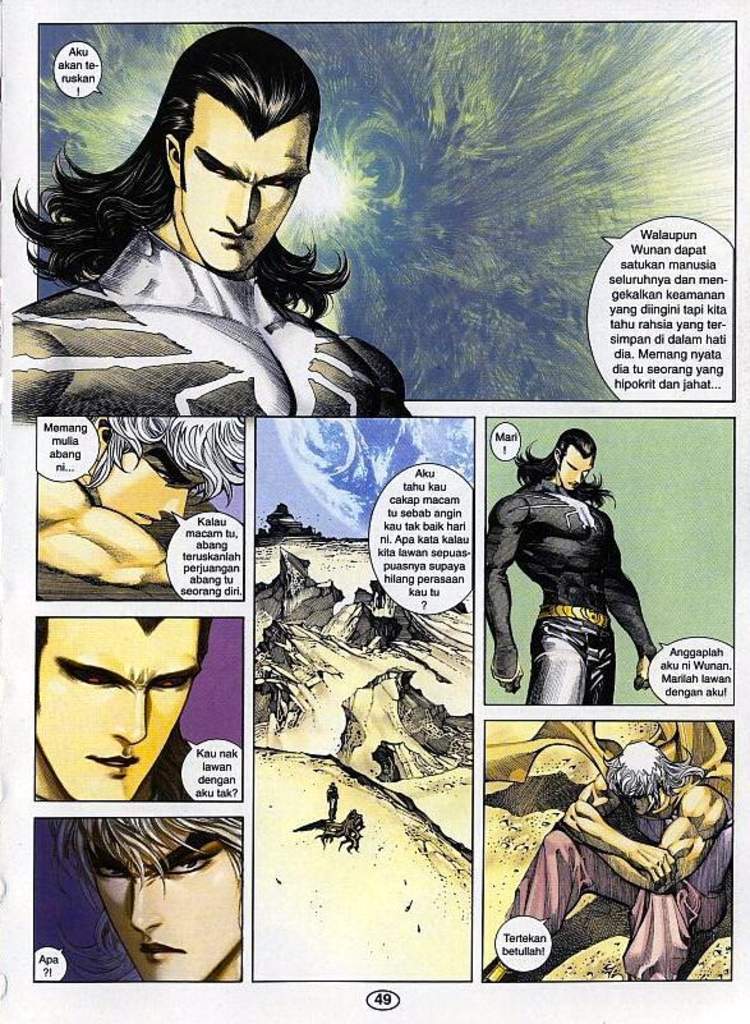 Aku
akan te-
ruskan
!
Walaupun
Wunan dapat
satukan manusia
seluruhnya dan men-
gekalkan keamanan
yang diingini tapi kita
tahu rahsia yang ter-
simpan di dalam hati
dia. Memang nyata
dia tu seorang yang
hipokrit dan jahat...
Memang
mulia
abang
ni...
Kalau
macam tu,
abang
teruskanlah
perjuangan
abang tu
seorang diri.
Kau nak
lawan
dengan
aku tak?
Apa
?!
Aku
tahu kau
cakap macam
tu sebab angin
kau tak baik hari
ni. Apa kata kalau
kita lawan sepuas-
puasnya supaya
hilang perasaan
kau tu
?
Mari
!
Anggaplah
aku ni Wunan.
Marilah lawan
dengan aku!
Tertekan
betullah!
49